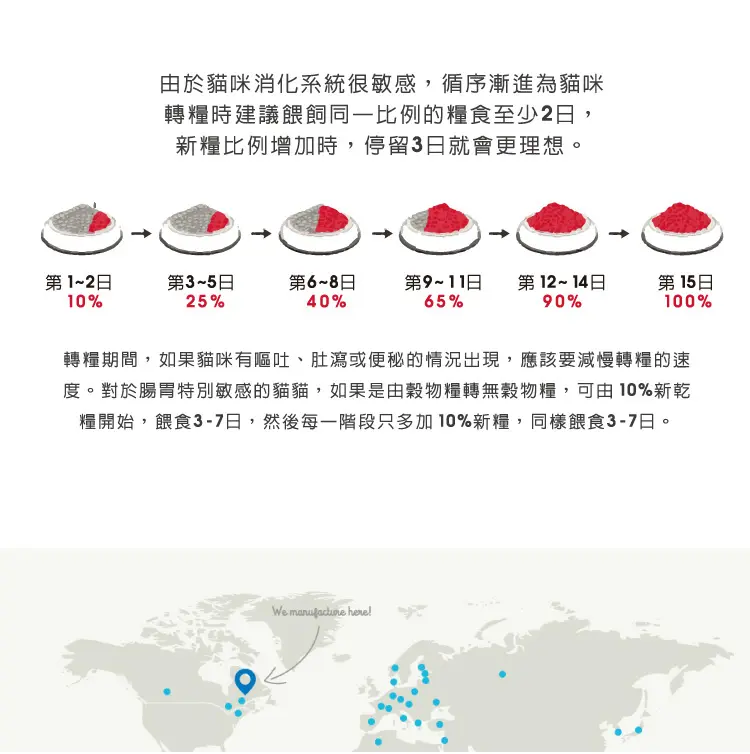 由於貓咪消化系統很敏感，循序漸進為貓咪
轉糧時建議餵飼同一比例的糧食至少2日，
新糧比例增加時，停留3日就會更理想。
第 1~2日
10%
第3~5日
25%
第6~8日
40%
第9~11日
65%
第 12~14日
90%
第 15日
100%
轉糧期間，如果貓咪有嘔吐、肚瀉或便秘的情況出現，應該要減慢轉糧的速
度。對於腸胃特別敏感的貓貓，如果是由穀物糧轉無穀物糧，可由 10%新乾
糧開始，餵食3-7日，然後每一階段只多加 10%新糧，同樣餵食3-7日。
We manufacture here!